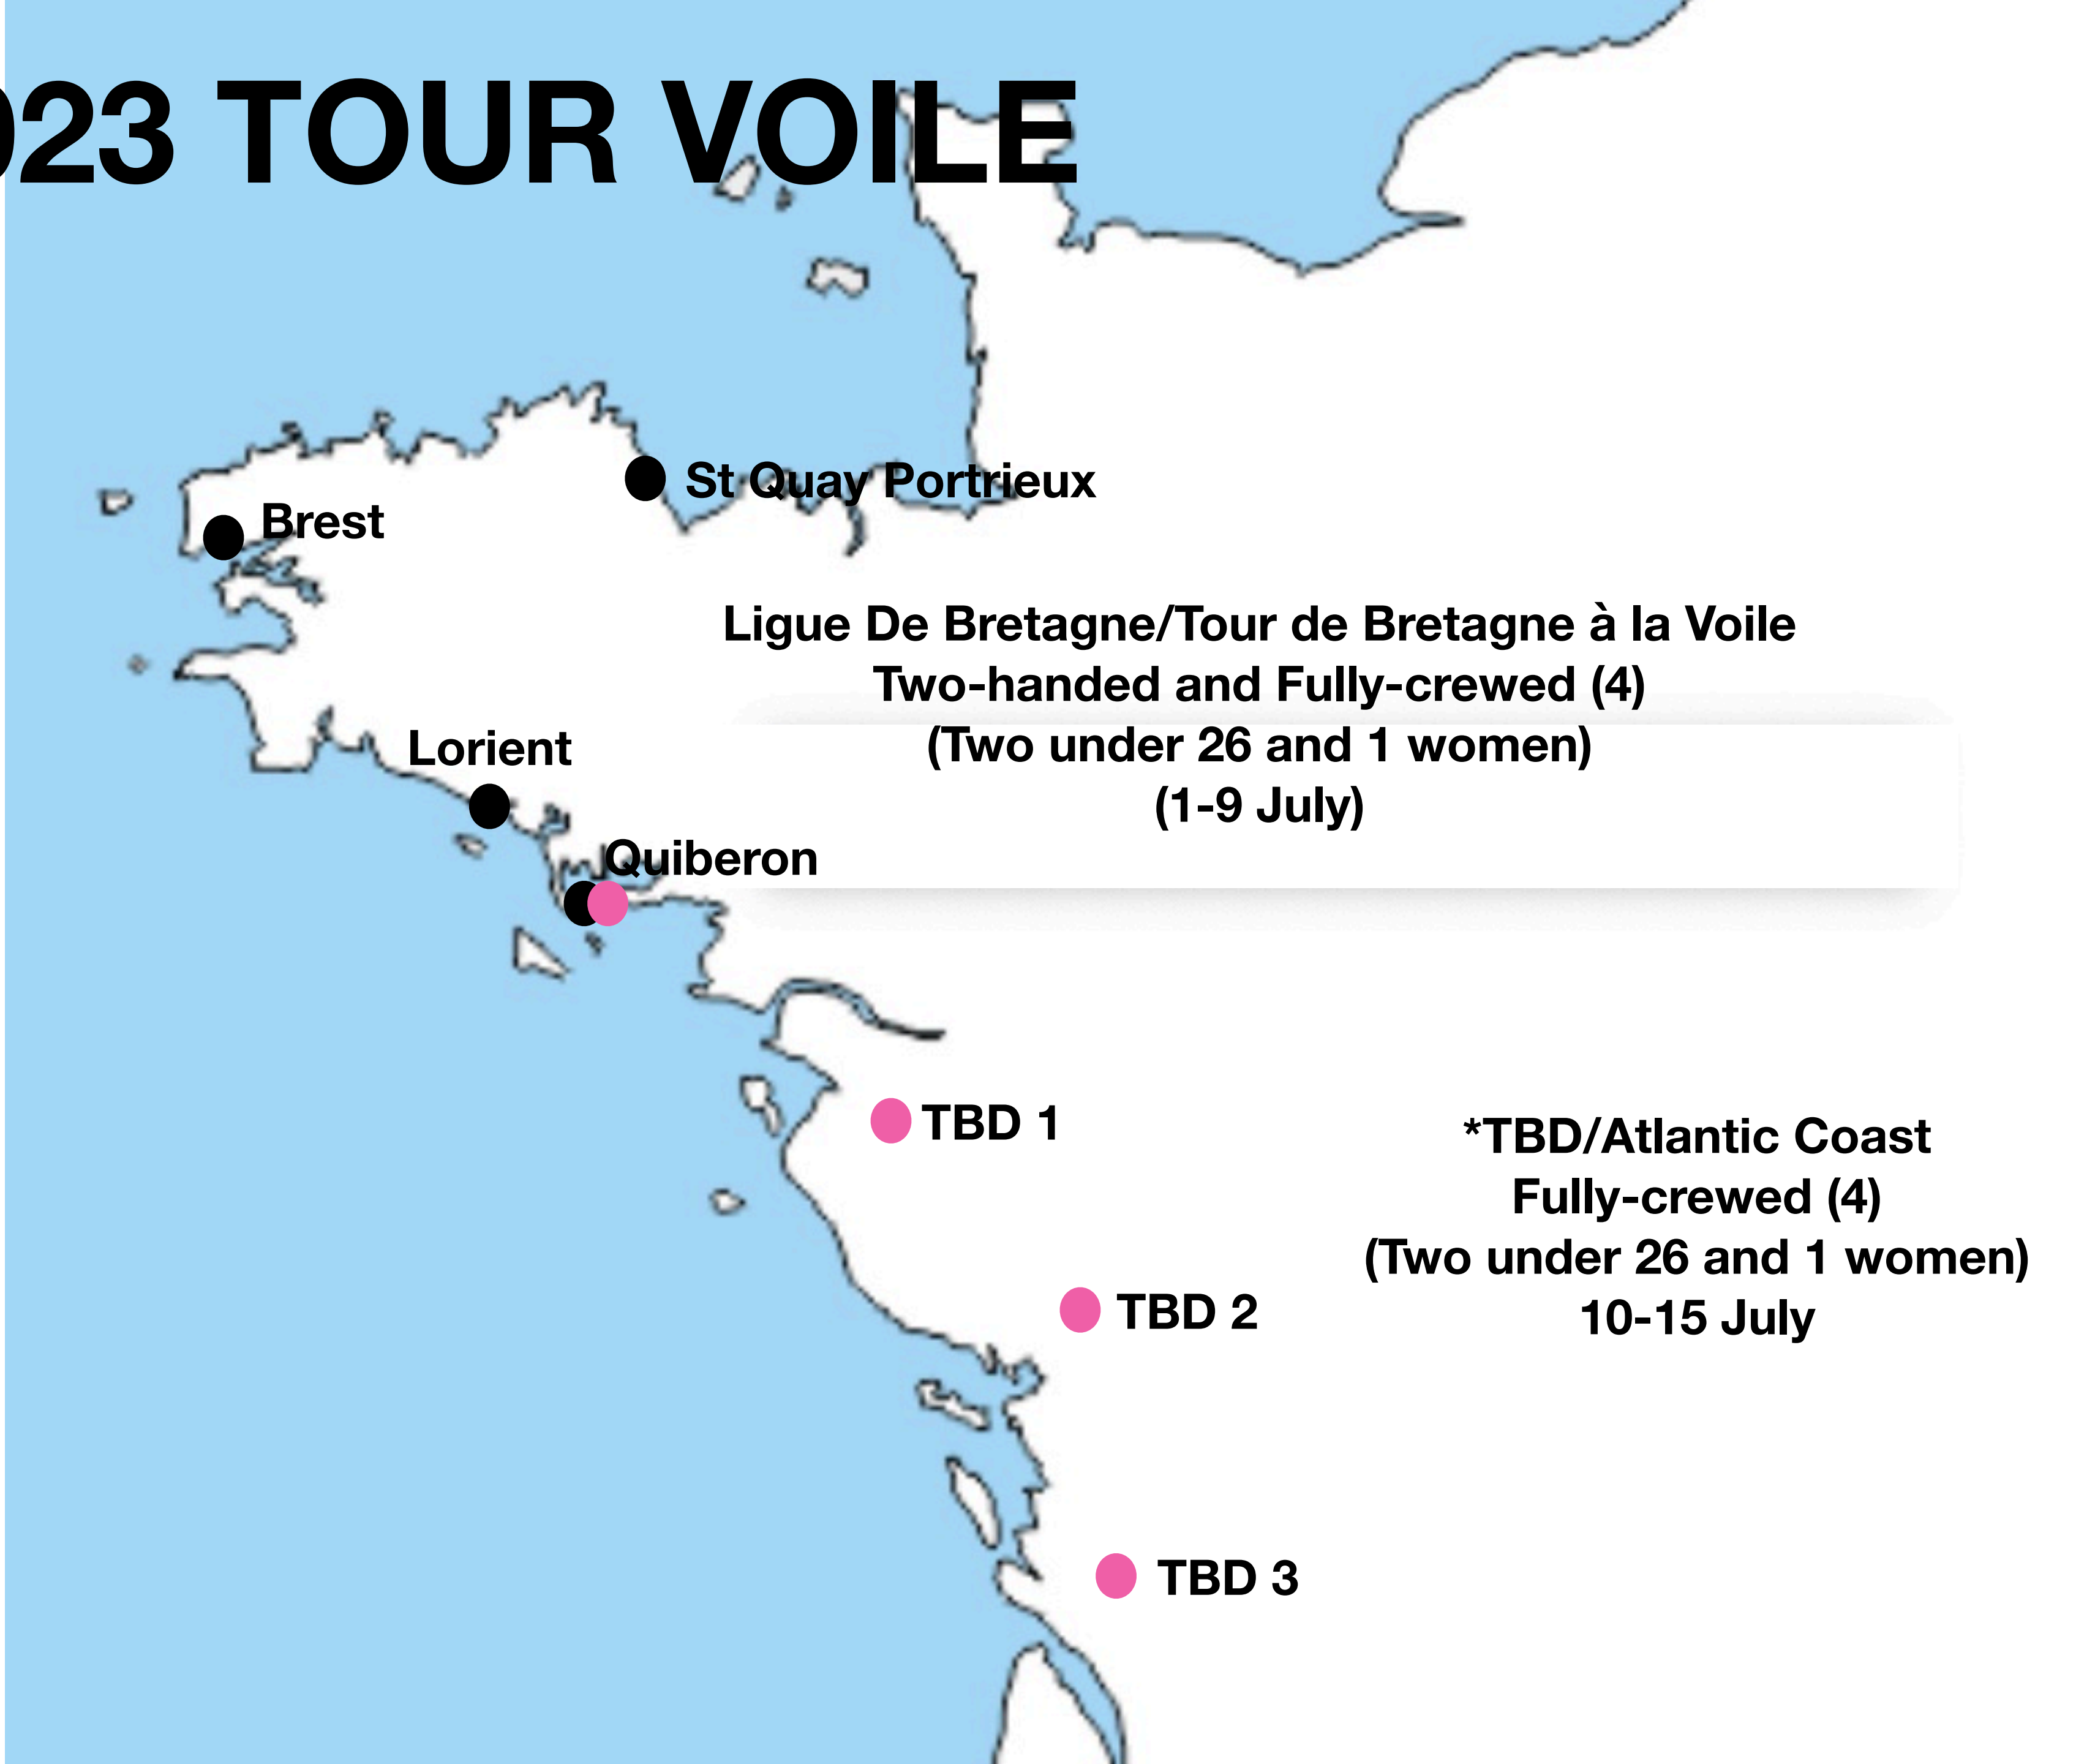 023 TOUR VOILE
St Quay Portrieux
Brest
Ligue De Bretagne/Tour de Bretagne à la Voile
Two-handed and Fully-crewed (4)
(Two under 26 and 1 women)
(1-9 July)
Lorient
Quiberon
TBD 1
*TBD/Atlantic Coast
Fully-crewed (4)
(Two under 26 and 1 women)
10-15 July
TBD 2
TBD 3